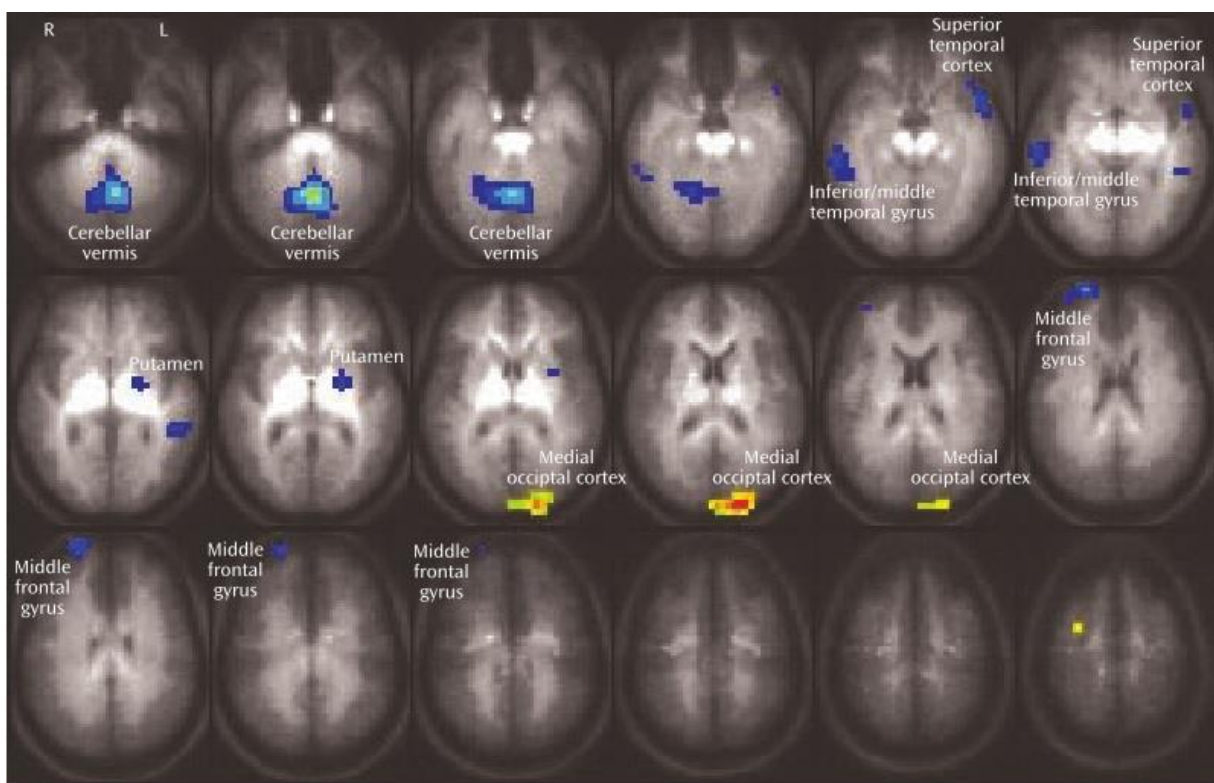 R
L
Cerebellar
vermis
Cerebellar
vermis
Cerebellar
vermis
Superior
temporal
cortex
Inferior/middle
temporal gyrus
Superior
temporal
cortex
Inferior/middle
temporal gyrus
Putamen
Putamen
Medial
occiptal cortex
Medial
occiptal cortex
Medial
occiptal cortex
Middle
frontal
gyrus
Middle
frontal
gyrus
Middle
frontal
gyrus
Middle
frontal
gyrus